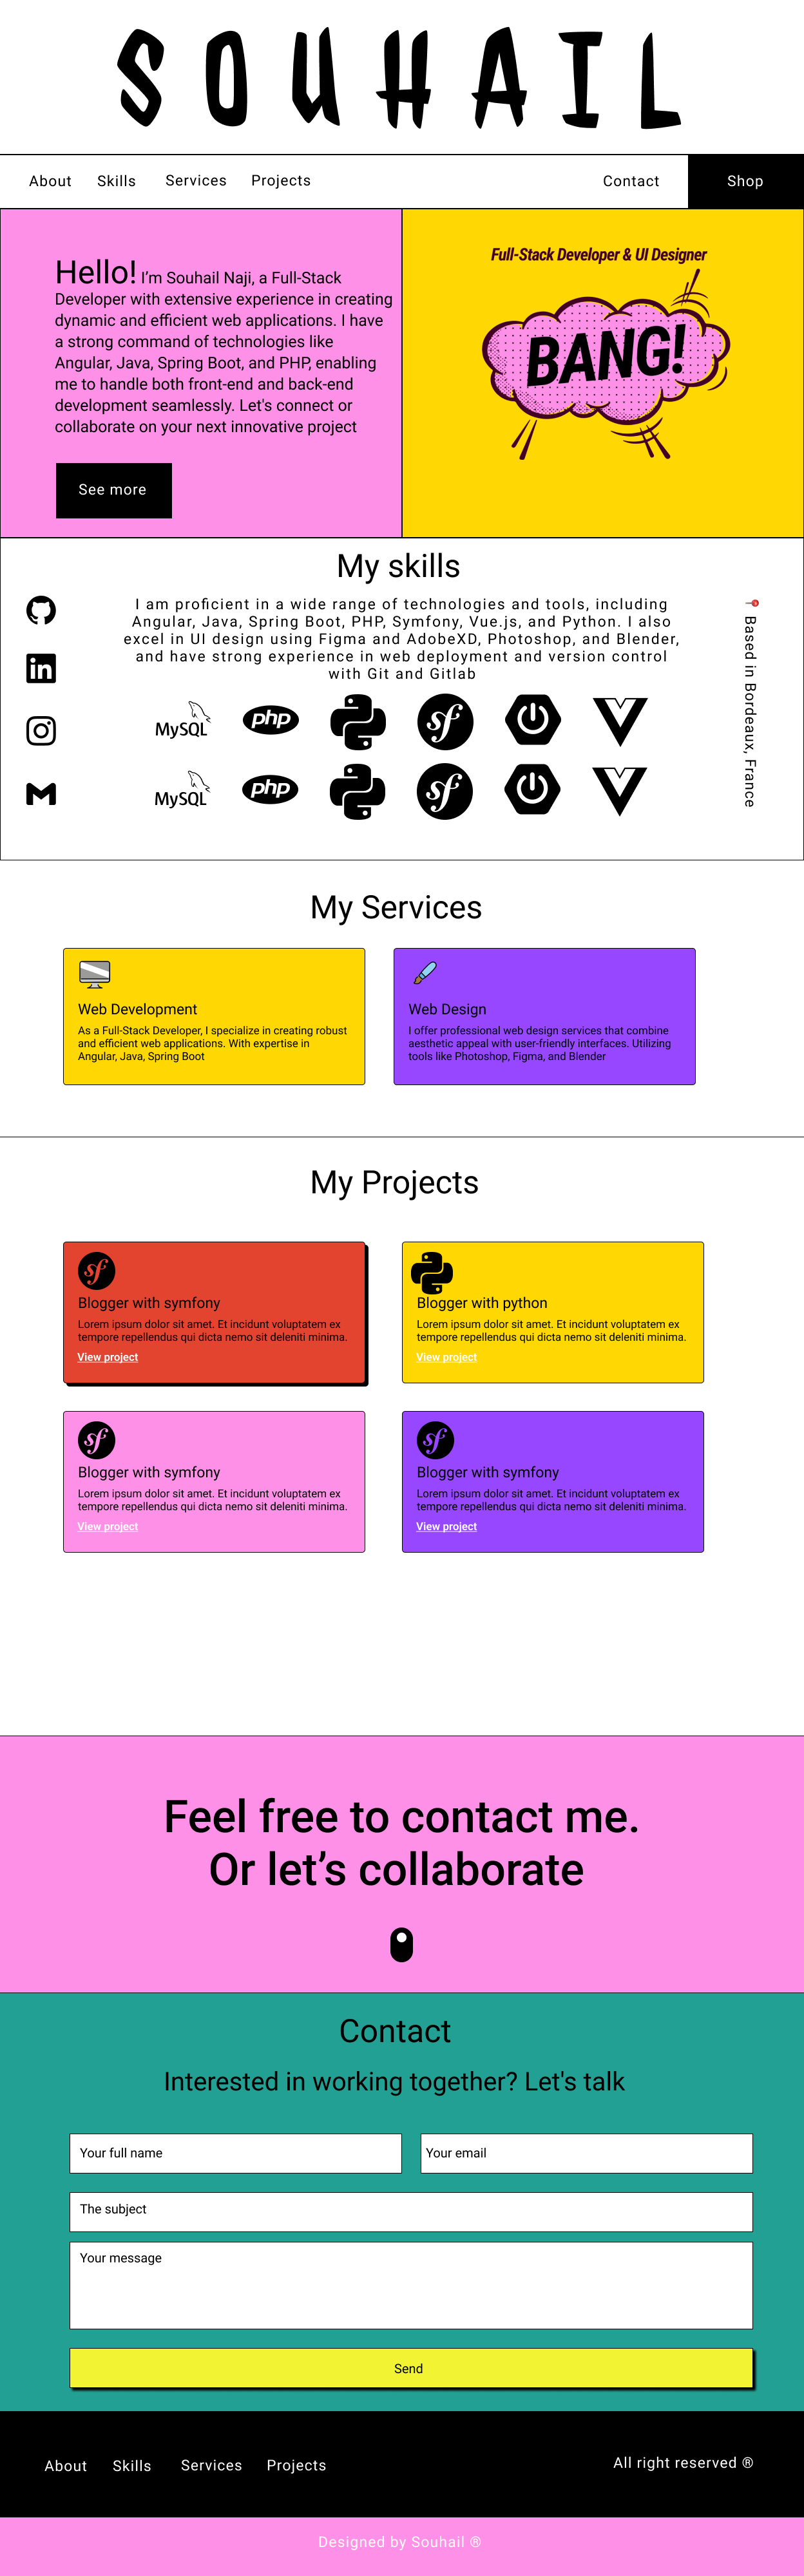 SOUHAIL
About Skills Services Projects Contact Shop
Hello! I’m Souhail Naji, a Full-Stack
Developer with extensive experience in creating
dynamic and efficient web applications. I have
a strong command of technologies like
Angular, Java, Spring Boot, and PHP, enabling
me to handle both front-end and back-end
development seamlessly. Let's connect or
collaborate on your next innovative project
See more
Full-Stack Developer & UI Designer
BANG!
My skills
I am proficient in a wide range of technologies and tools, including
Angular, Java, Spring Boot, PHP, Symfony, Vue.js, and Python. I also
excel in UI design using Figma and AdobeXD, Photoshop, and Blender,
and have strong experience in web deployment and version control
with Git and Gitlab
in
Based in Bordeaux, France
MySQL php sf
MySQL php sf
My Services
Web Development
As a Full-Stack Developer, I specialize in creating robust
and efficient web applications. With expertise in
Angular, Java, Spring Boot
Web Design
I offer professional web design services that combine
aesthetic appeal with user-friendly interfaces. Utilizing
tools like Photoshop, Figma, and Blender
My Projects
sf
Blogger with symfony
Lorem ipsum dolor sit amet. Et incidunt voluptatem ex
tempore repellendus qui dicta nemo sit deleniti minima.
View project
Blogger with python
Lorem ipsum dolor sit amet. Et incidunt voluptatem ex
tempore repellendus qui dicta nemo sit deleniti minima.
View project
sf
Blogger with symfony
Lorem ipsum dolor sit amet. Et incidunt voluptatem ex
tempore repellendus qui dicta nemo sit deleniti minima.
View project
sf
Blogger with symfony
Lorem ipsum dolor sit amet. Et incidunt voluptatem ex
tempore repellendus qui dicta nemo sit deleniti minima.
View project
Feel free to contact me.
Or let’s collaborate
Contact
Interested in working together? Let's talk
Your full name
Your email
The subject
Your message
Send
About Skills Services Projects All right reserved ®
Designed by Souhail ®